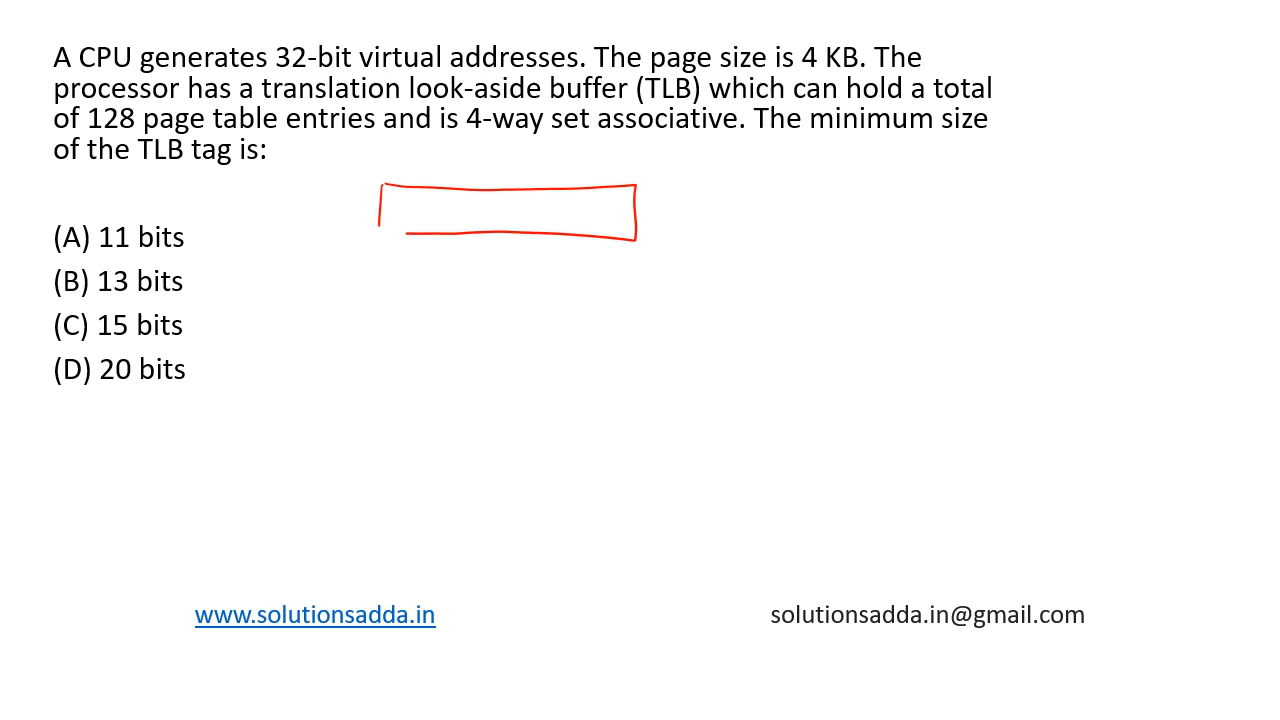 A CPU generates 32-bit virtual addresses. The page size is 4 KB. The
processor has a translation look-aside buffer (TLB) which can hold a total
of 128 page table entries and is 4-way set associative. The minimum size
of the TLB tag is:
(A) 11 bits
(B) 13 bits
(C) 15 bits
(D) 20 bits
www.solutionsadda.in
solutionsadda.in@gmail.com